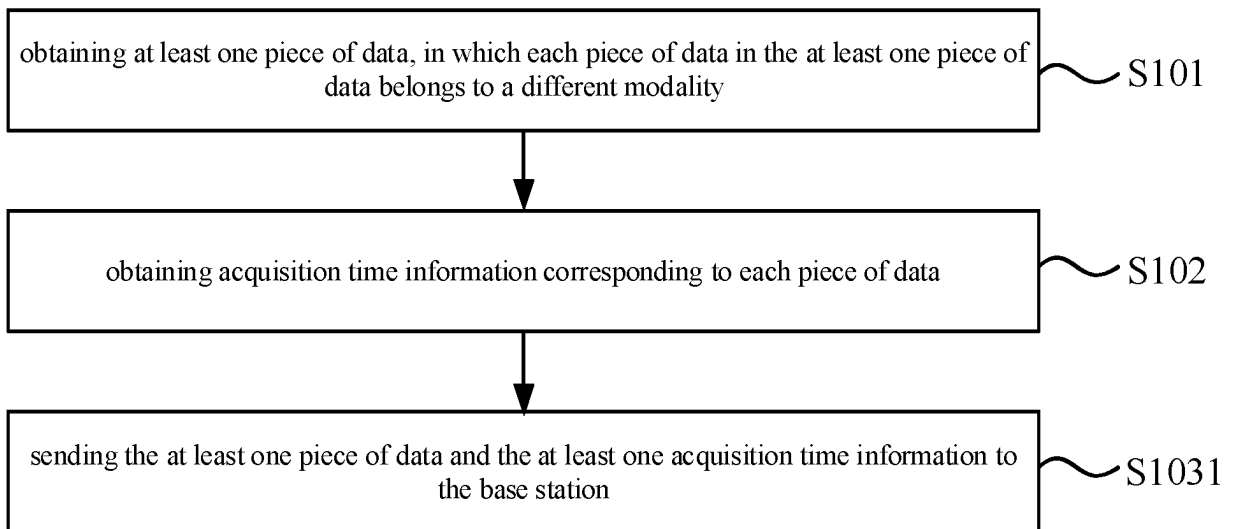 obtaining at least one piece of data, in which each piece of data in the at least one piece of
data belongs to a different modality
S101
obtaining acquisition time information corresponding to each piece of data
S102
sending the at least one piece of data and the at least one acquisition time information to
the base station
S1031